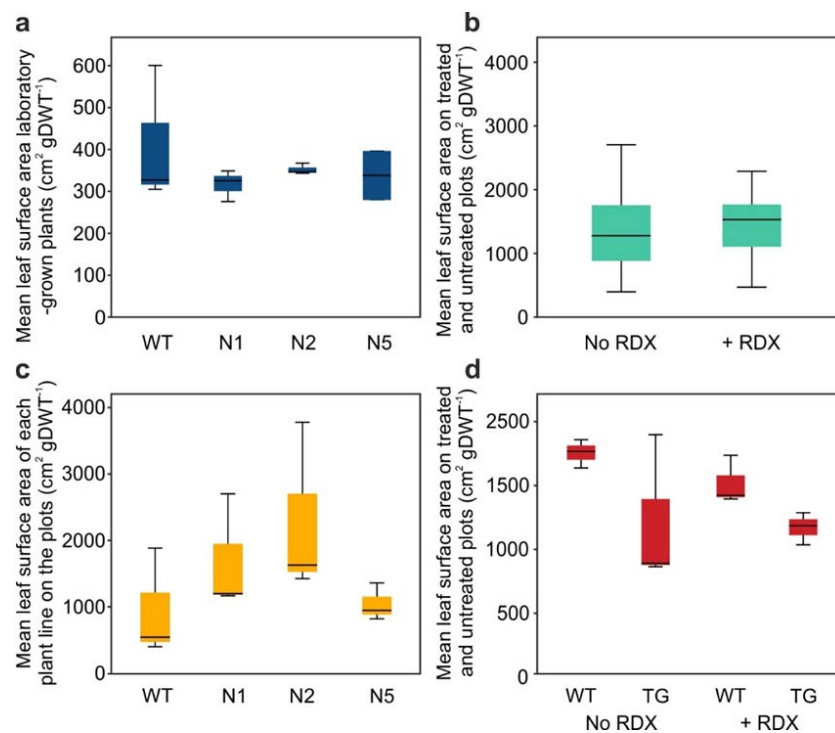 a
Mean leaf surface area laboratory
-grown plants (cm² gDWT⁻¹)
600
500
400
300
200
100
0
WT N1 N2 N5
b
Mean leaf surface area on treated
and untreated plots (cm² gDWT⁻¹)
4000
4000
2000
1000
0
No RDX + RDX
c
Mean leaf surface area of each
plant line on the plots (cm² gDWT⁻¹)
4000
3000
2000
1000
0
WT N1 N2 N5
d
Mean leaf surface area on treated
and untreated plots (cm² gDWT⁻¹)
2500
1500
1000
500
0
WT TG WT TG
No RDX + RDX